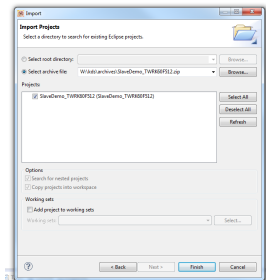 Import
Import Projects
Select a directory to search for existing Eclipse projects.
Select root directory:
Browse...
Select archive file:
W:\kds\archives\SlaveDemo_TWRK60F512.zip
Browse...
Projects:
SlaveDemo_TWRK60F512 (SlaveDemo_TWRK60F512)
Select All
Deselect All
Refresh
Options
Search for nested projects
Copy projects into workspace
Working sets
Add project to working sets
Working sets:
Select...
?
< Back
Next >
Finish
Cancel